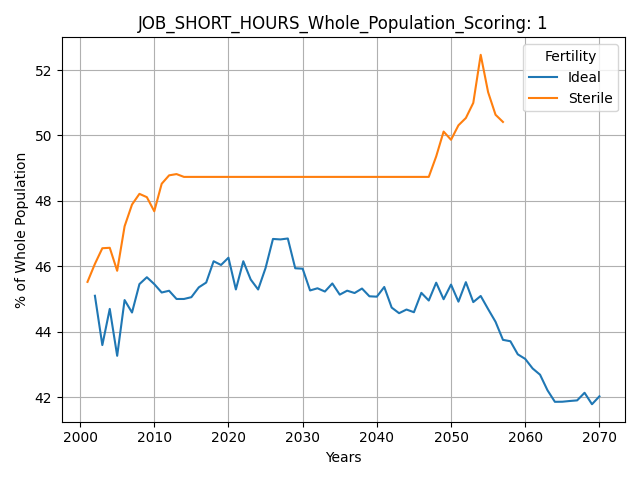 JOB_SHORT_HOURS_Whole_Population_Scoring: 1
Fertility
Ideal
Sterile
% of Whole Population
52
50
48
46
44
42
2000 2010 2020 2030 2040 2050 2060 2070
Years